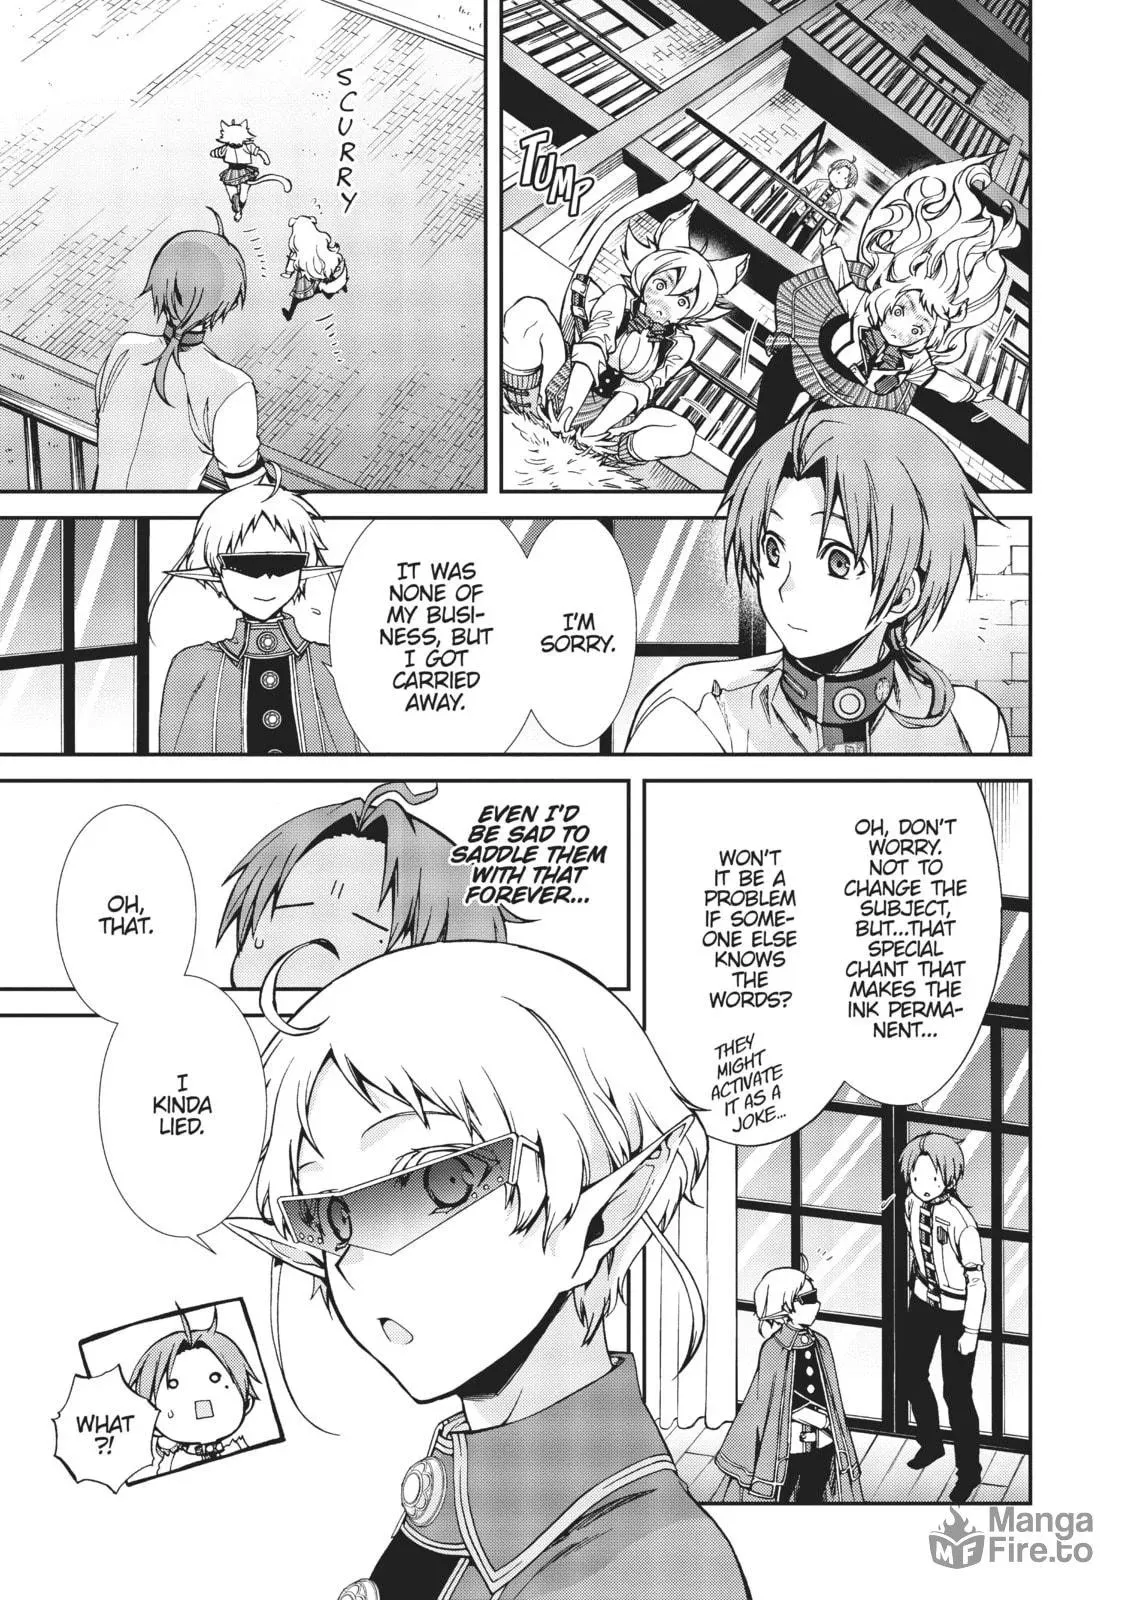 TUMP
SCURRY
I'M
SORRY.
IT WAS
NONE OF
MY BUSI-
NESS, BUT
I GOT
CARRIED
AWAY.
OH, DON'T
WORRY.
NOT TO
CHANGE THE
SUBJECT,
BUT...THAT
SPECIAL
CHANT THAT
MAKES THE
INK PERMA-
NENT...
WON'T
IT BE A
PROBLEM
IF SOME-
ONE ELSE
KNOWS
THE
WORDS?
THEY
MIGHT
ACTIVATE
IT AS A
JOKE...
EVEN I'D
BE SAD TO
SADDLE THEM
WITH THAT
FOREVER...
OH,
THAT.
I
KINDA
LIED.
WHAT
?!
MF
Manga
Fire.to